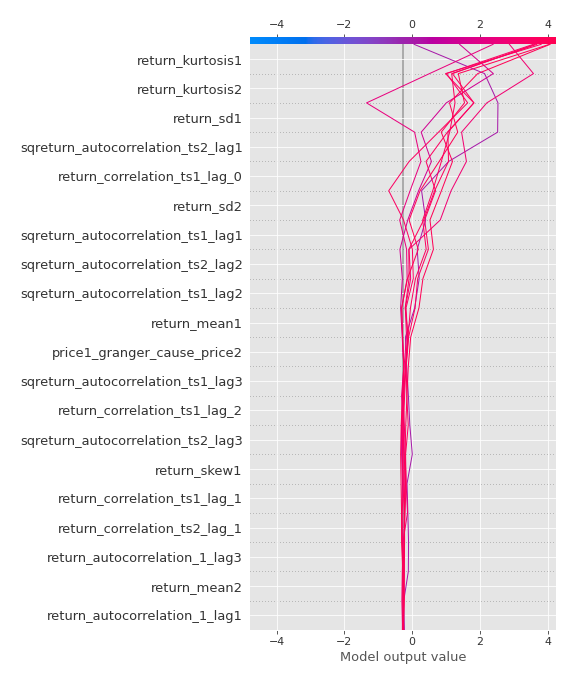 −4 −2 0 2 4
return_kurtosis1
return_kurtosis2
return_sd1
sqreturn_autocorrelation_ts2_lag1
return_correlation_ts1_lag_0
return_sd2
sqreturn_autocorrelation_ts1_lag1
sqreturn_autocorrelation_ts2_lag2
sqreturn_autocorrelation_ts1_lag2
return_mean1
price1_granger_cause_price2
sqreturn_autocorrelation_ts1_lag3
return_correlation_ts1_lag_2
sqreturn_autocorrelation_ts2_lag3
return_skew1
return_correlation_ts1_lag_1
return_correlation_ts2_lag_1
return_autocorrelation_1_lag3
return_mean2
return_autocorrelation_1_lag1
−4 −2 0 2 4
Model output value